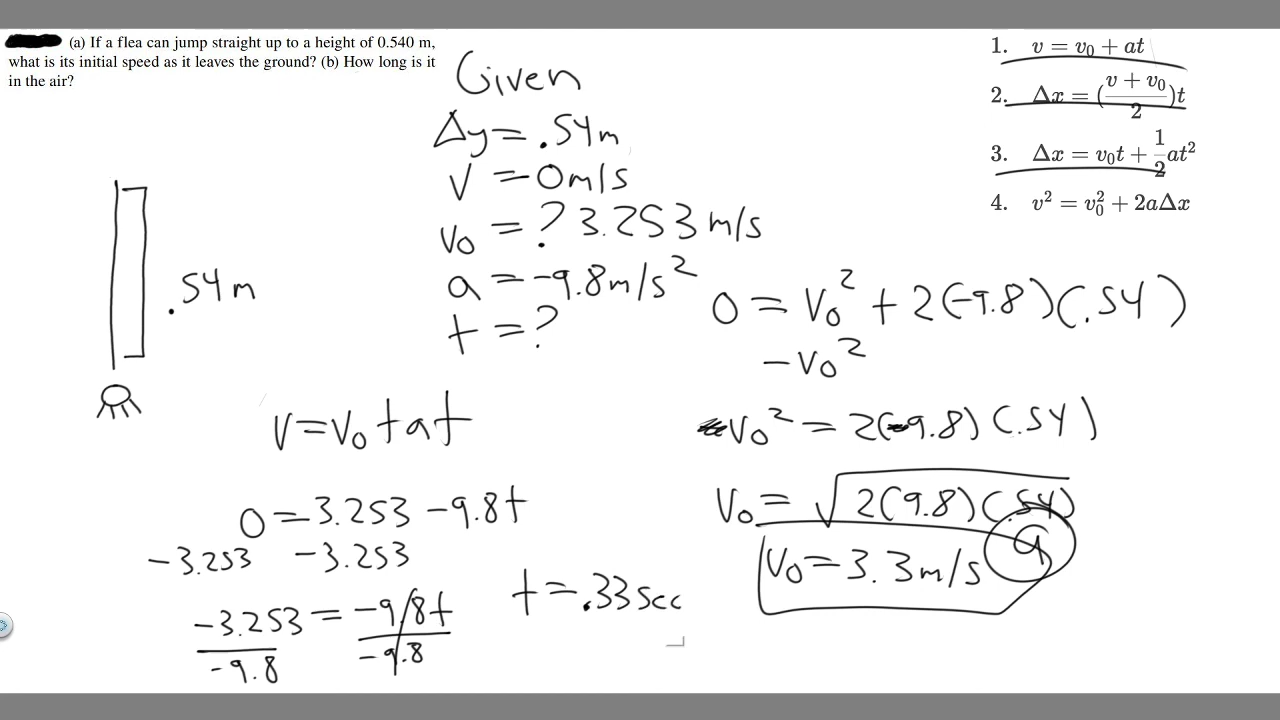 (a) If a flea can jump straight up to a height of 0.540 m,
what is its initial speed as it leaves the ground? (b) How long is it
in the air?
1. v = v₀ + at
2. Δx = ((v + v₀)/2)t
3. Δx = v₀t + 1/2 at²
4. v² = v₀² + 2aΔx
Given
Δy = .54m
v = 0m/s
v₀ = ? 3.253 m/s
a = -9.8m/s²
t = ?
.54m
0 = v₀² + 2(-9.8)(.54)
-v₀²
v₀² = 2(9.8)(.54)
v₀ = √2(9.8)(.54)
v₀ = 3.3m/s
a
v = v₀ + at
0 = 3.253 - 9.8t
-3.253 -3.253
-3.253 = -9.8t
-9.8 -9.8
t = .33 sec